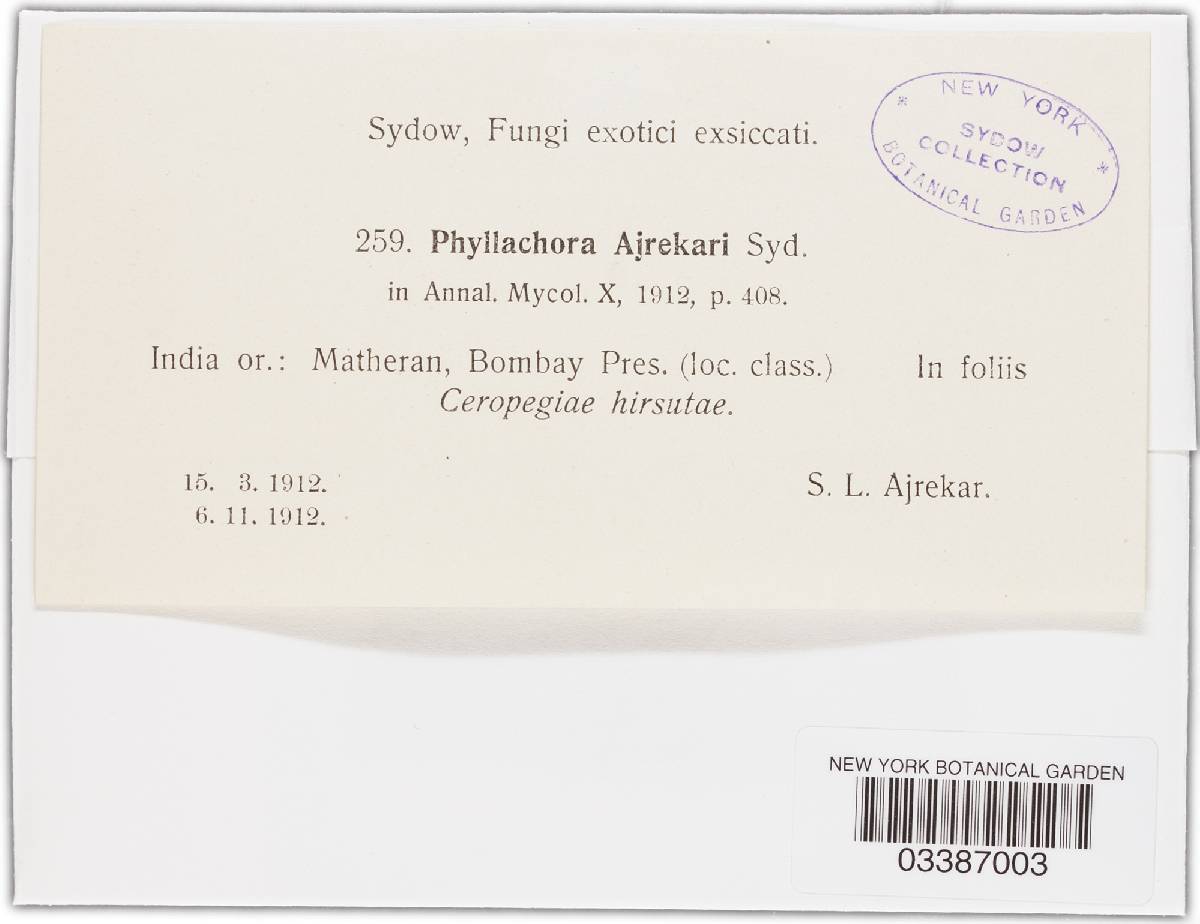 Sydow, Fungi exotici exsiccati.
* NEW YORK *
SYDOW
COLLECTION
BOTANICAL GARDEN
259. Phyllachora Ajrekari Syd.
in Annal. Mycol. X, 1912, p. 408.
India or.: Matheran, Bombay Pres. (loc. class.) In foliis
Ceropegiae hirsutae.
15. 3. 1912. S. L. Ajrekar.
6. 11. 1912.
NEW YORK BOTANICAL GARDEN
03387003